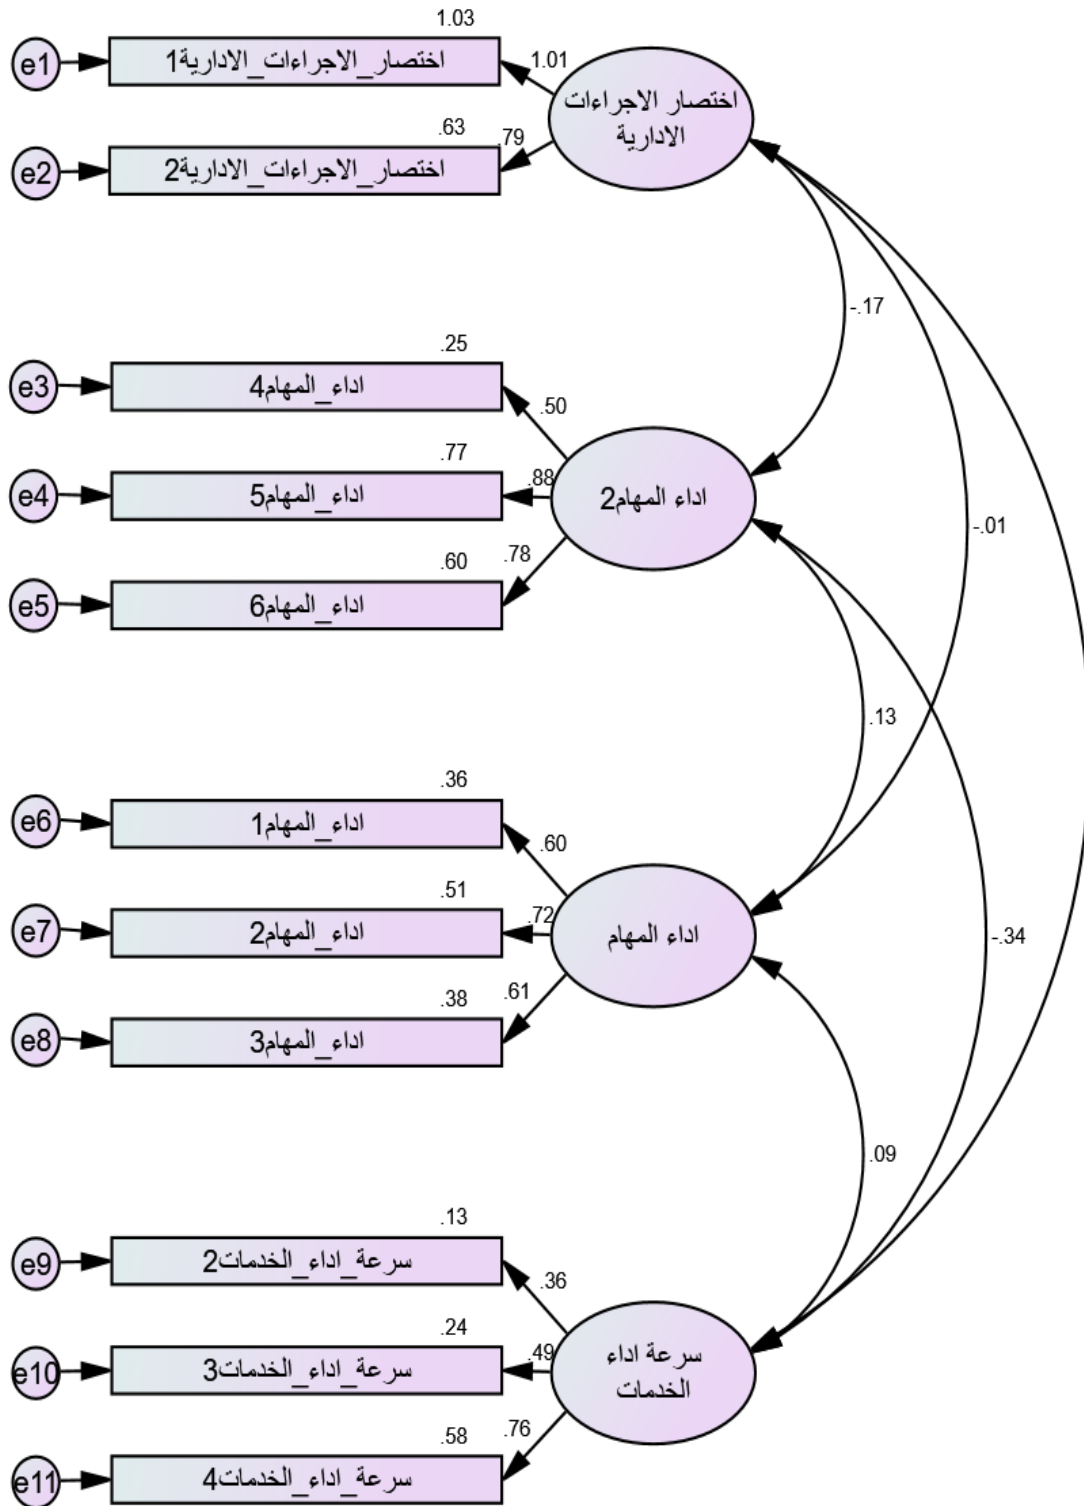 1.03
e1
اختصار_الاجراءات_الادارية1
1.01
اختصار الاجراءات
الادارية
.63
.79
e2
اختصار_الاجراءات_الادارية2
-.17
.25
e3
اداء_المهام4
.50
.77
e4
اداء_المهام5
.88
اداء المهام2
-.01
.60
.78
e5
اداء_المهام6
.13
.36
e6
اداء_المهام1
.60
.51
e7
اداء_المهام2
.72
اداء المهام
-.34
.38
.61
e8
اداء_المهام3
.09
.13
e9
سرعة_اداء_الخدمات2
.36
.24
e10
سرعة_اداء_الخدمات3
.49
سرعة اداء
الخدمات
.58
.76
e11
سرعة_اداء_الخدمات4